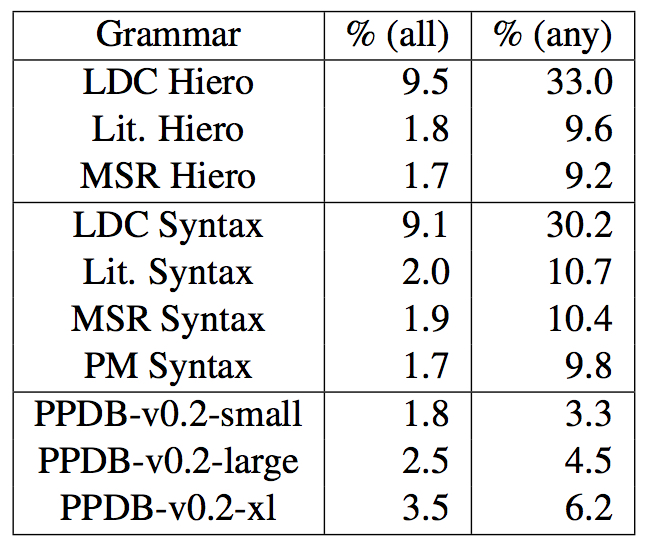 Grammar % (all) % (any)
LDC Hiero 9.5 33.0
Lit. Hiero 1.8 9.6
MSR Hiero 1.7 9.2
LDC Syntax 9.1 30.2
Lit. Syntax 2.0 10.7
MSR Syntax 1.9 10.4
PM Syntax 1.7 9.8
PPDB-v0.2-small 1.8 3.3
PPDB-v0.2-large 2.5 4.5
PPDB-v0.2-xl 3.5 6.2